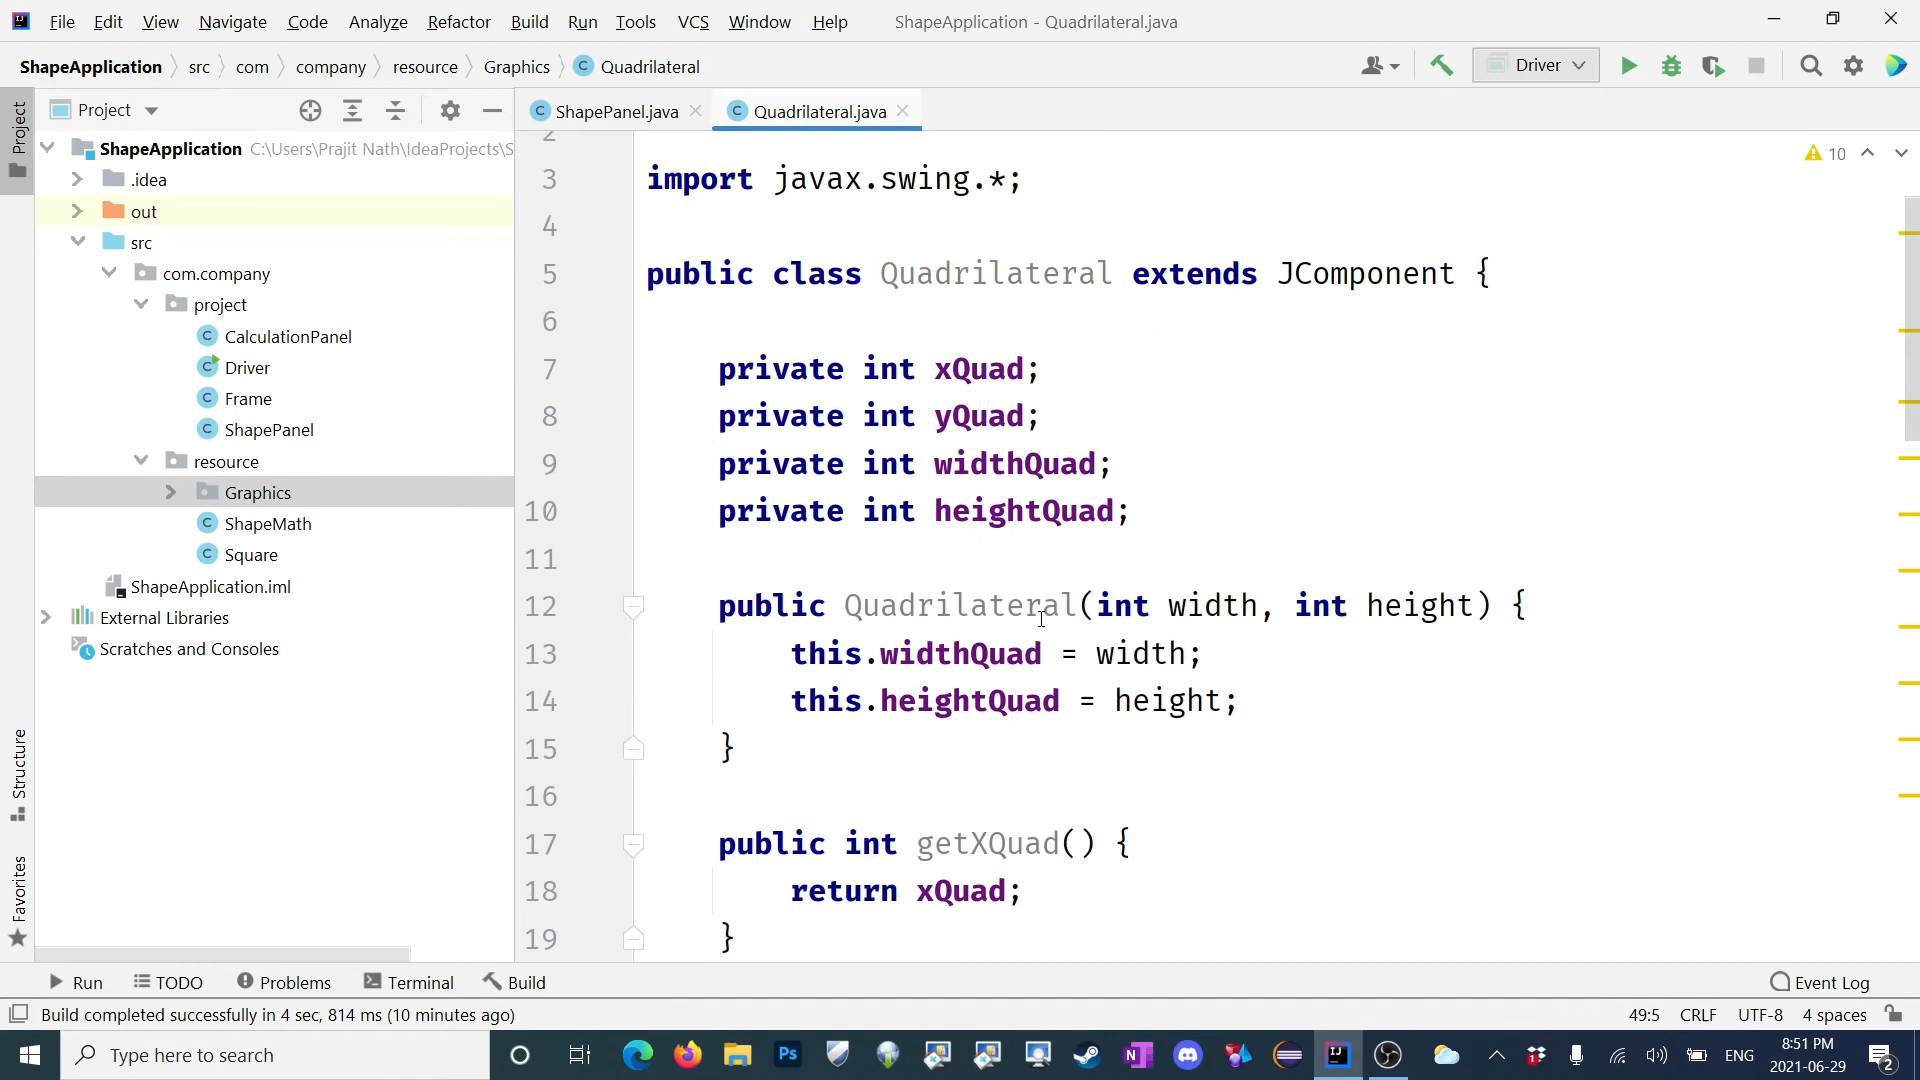 File Edit View Navigate Code Analyze Refactor Build Run Tools VCS Window Help ShapeApplication - Quadrilateral.java
ShapeApplication src com company resource Graphics C Quadrilateral Driver
Project ShapePanel.java Quadrilateral.java
Project
ShapeApplication C:\Users\Prajit Nath\IdeaProjects\S
.idea
out
src
com.company
project
CalculationPanel
Driver
Frame
ShapePanel
resource
Graphics
ShapeMath
Square
ShapeApplication.iml
External Libraries
Scratches and Consoles
Structure
Favorites
10
2
3 import javax.swing.*;
4
5 public class Quadrilateral extends JComponent {
6
7 private int xQuad;
8 private int yQuad;
9 private int widthQuad;
10 private int heightQuad;
11
12 public Quadrilateral(int width, int height) {
13 this.widthQuad = width;
14 this.heightQuad = height;
15 }
16
17 public int getXQuad() {
18 return xQuad;
19 }
Run TODO Problems Terminal Build Event Log
Build completed successfully in 4 sec, 814 ms (10 minutes ago) 49:5 CRLF UTF-8 4 spaces
Type here to search ENG 8:51 PM
2021-06-29 2